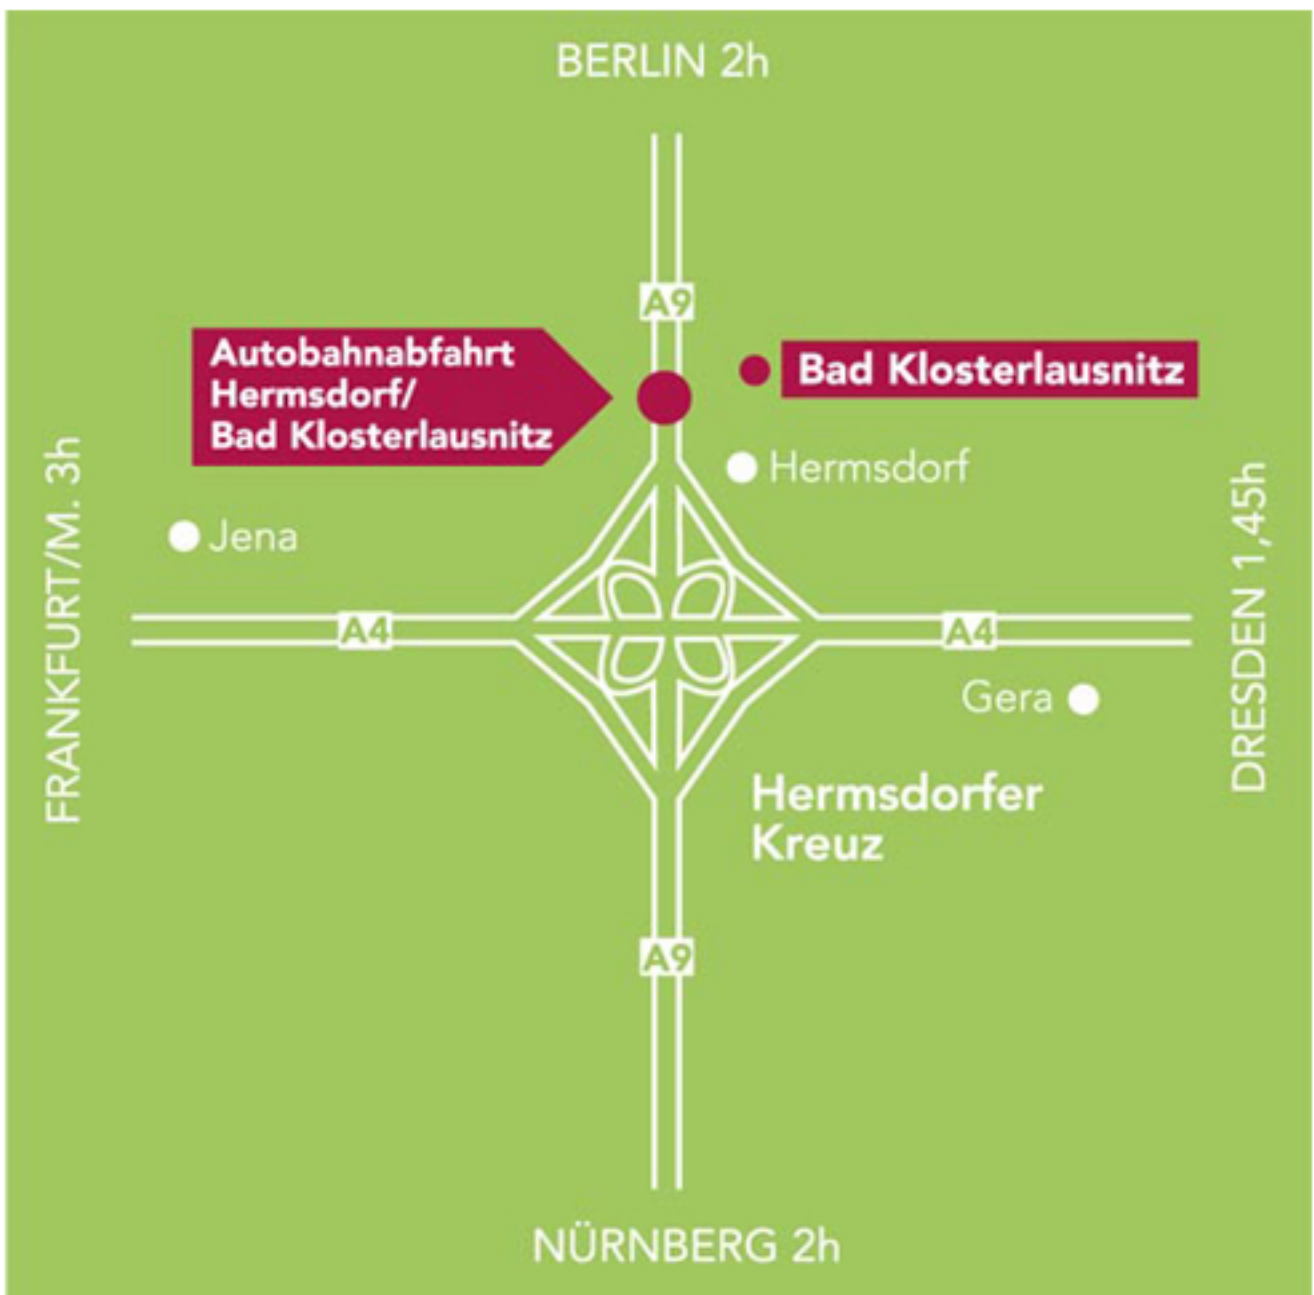 BERLIN 2h
A9
Autobahnabfahrt
Hermsdorf/
Bad Klosterlausnitz
Bad Klosterlausnitz
Hermsdorf
Jena
FRANKFURT/M. 3h
A4
A4
DRESDEN 1,45h
Gera
Hermsdorfer
Kreuz
A9
NÜRNBERG 2h